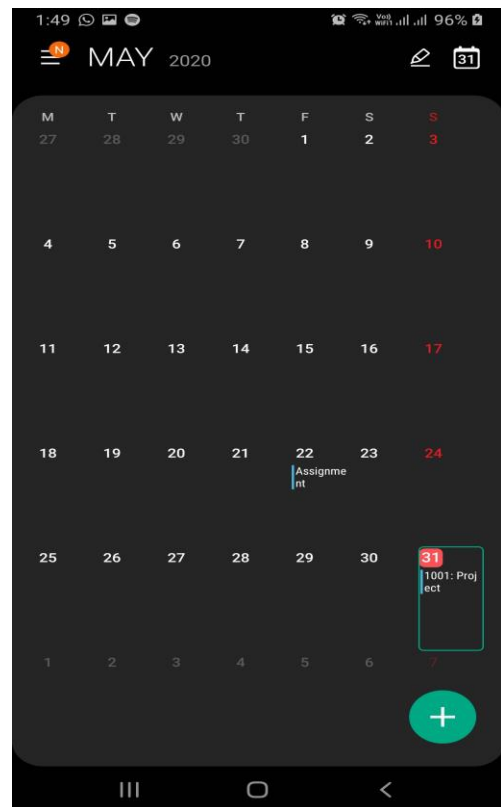 1:49 Vo)) WiFi1 96%
N
MAY 2020 31
M T W T F S S
27 28 29 30 1 2 3
4 5 6 7 8 9 10
11 12 13 14 15 16 17
18 19 20 21 22 23 24
Assignme
nt
25 26 27 28 29 30 31
1001: Proj
ect
1 2 3 4 5 6 7